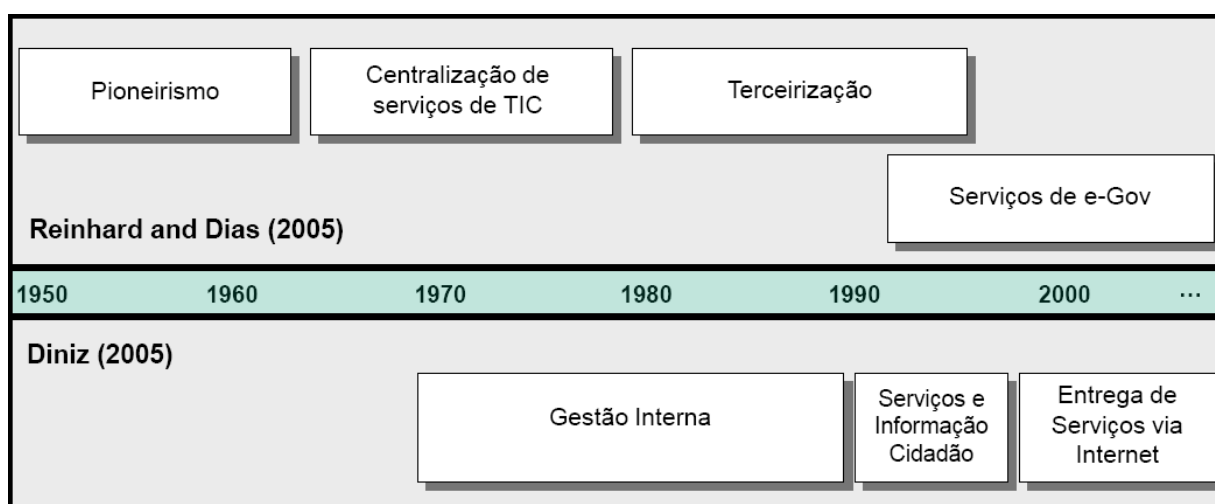 Pioneirismo
Centralização de
serviços de TIC
Terceirização
Serviços de e-Gov
Reinhard and Dias (2005)
1950 1960 1970 1980 1990 2000 ...
Diniz (2005)
Gestão Interna
Serviços e
Informação
Cidadão
Entrega de
Serviços via
Internet